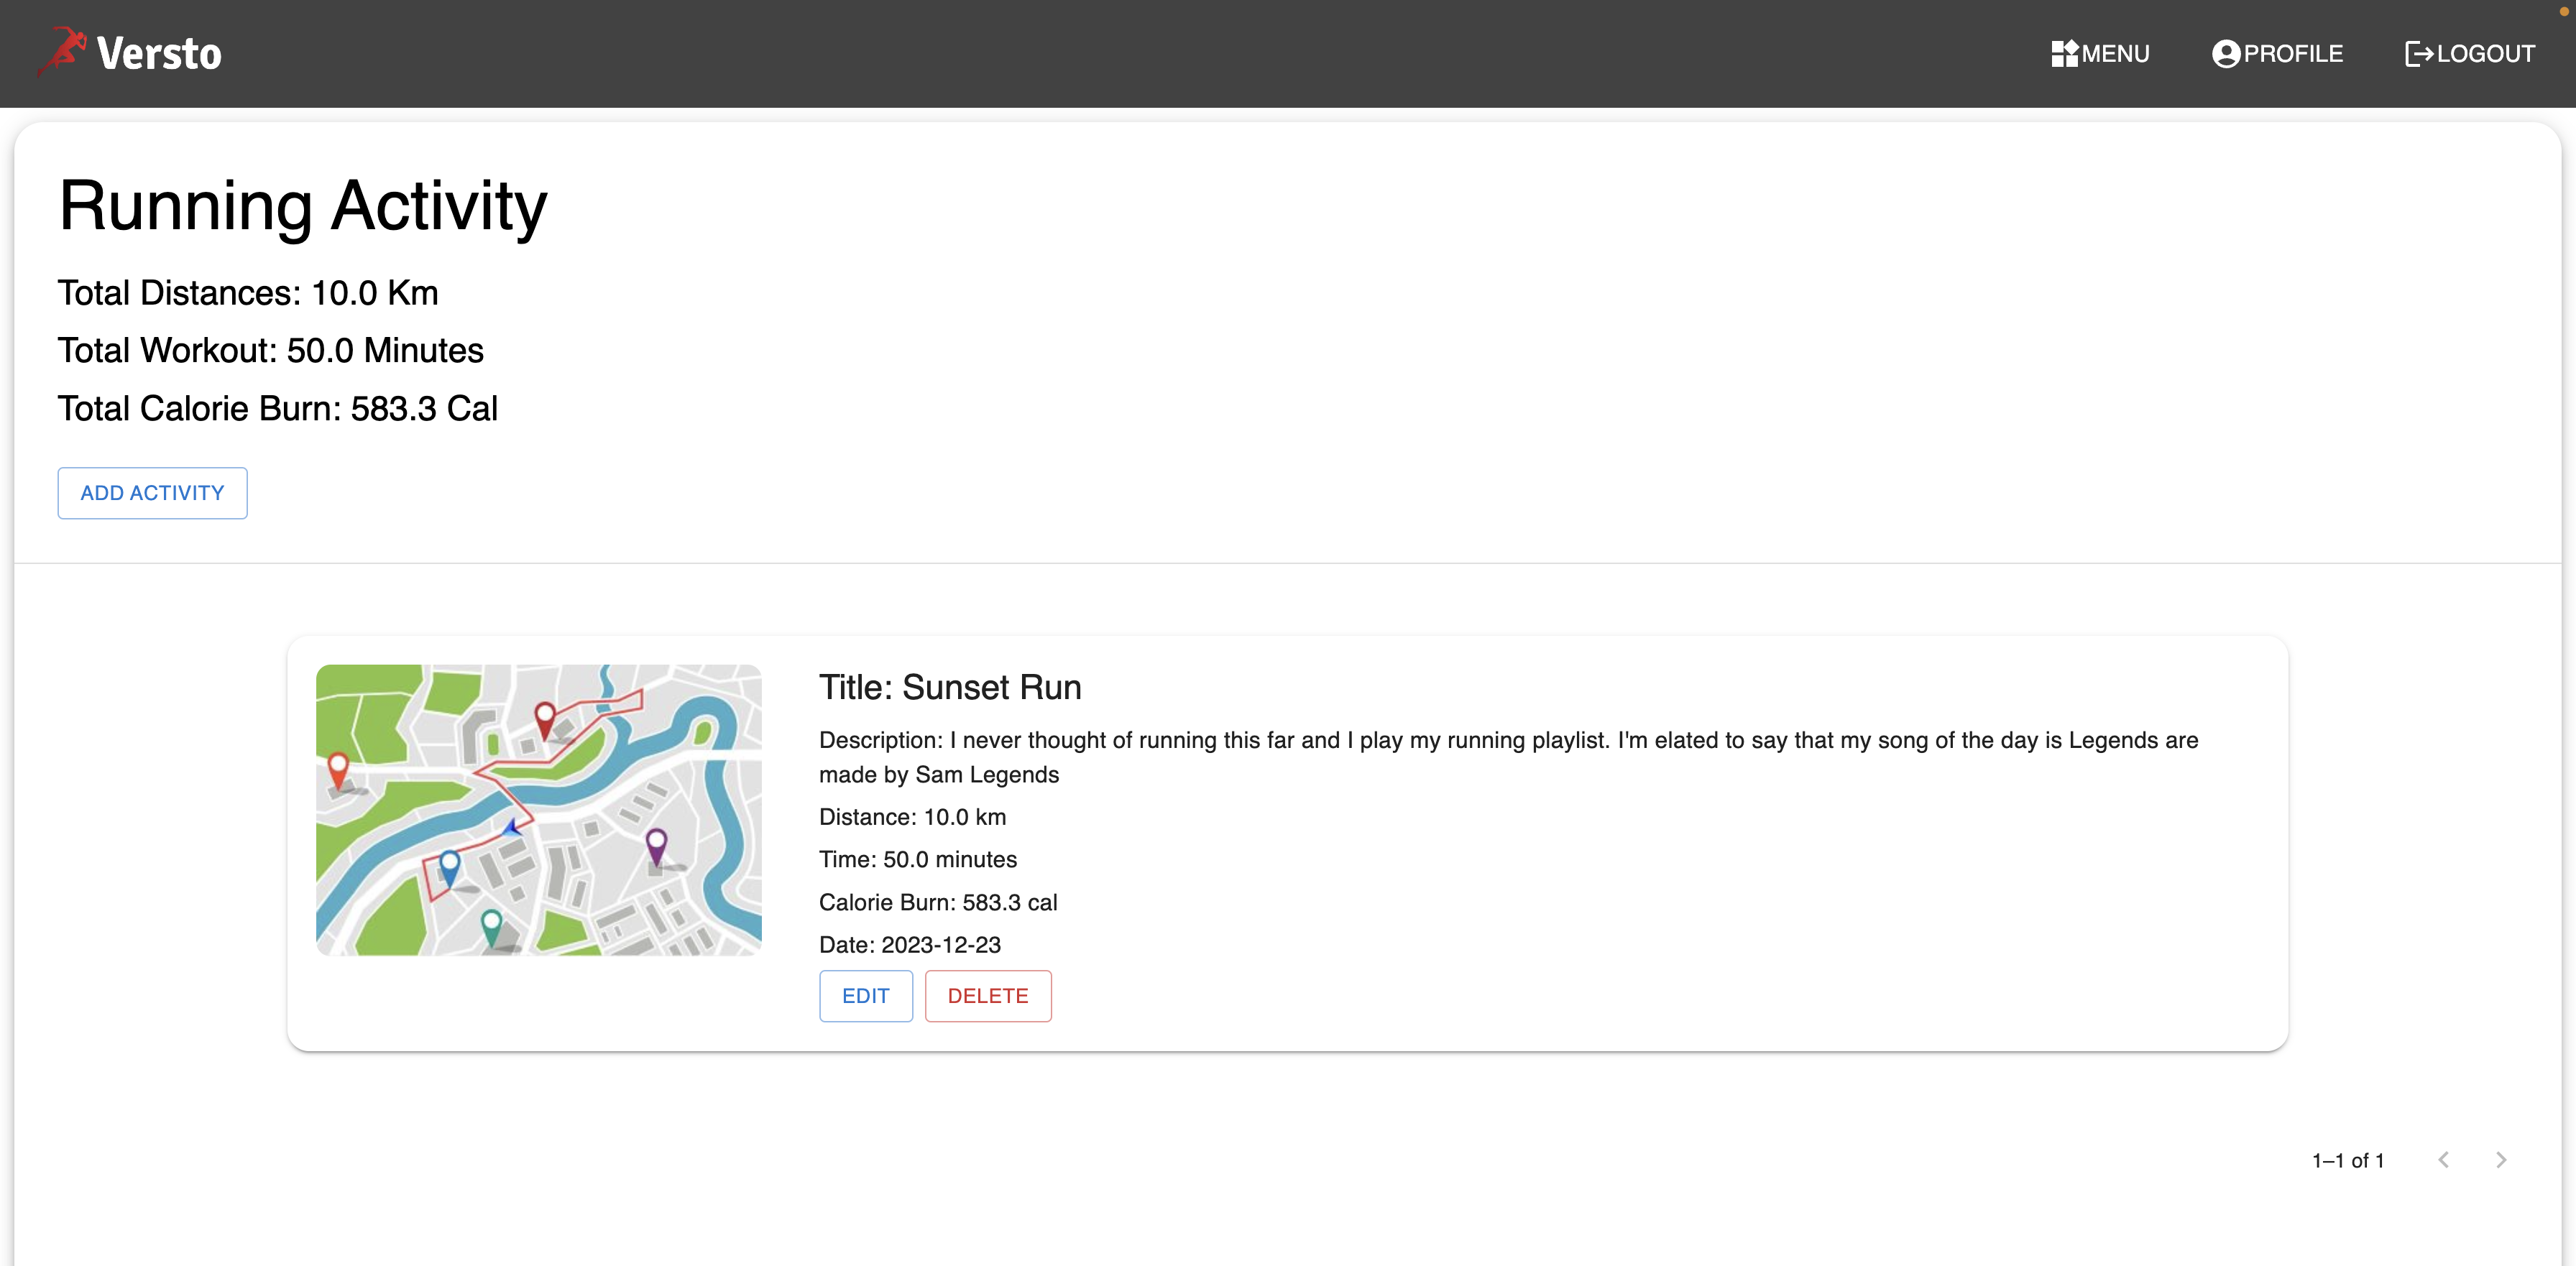 Versto
MENU
PROFILE
LOGOUT
Running Activity
Total Distances: 10.0 Km
Total Workout: 50.0 Minutes
Total Calorie Burn: 583.3 Cal
ADD ACTIVITY
Title: Sunset Run
Description: I never thought of running this far and I play my running playlist. I'm elated to say that my song of the day is Legends are
made by Sam Legends
Distance: 10.0 km
Time: 50.0 minutes
Calorie Burn: 583.3 cal
Date: 2023-12-23
EDIT
DELETE
1–1 of 1